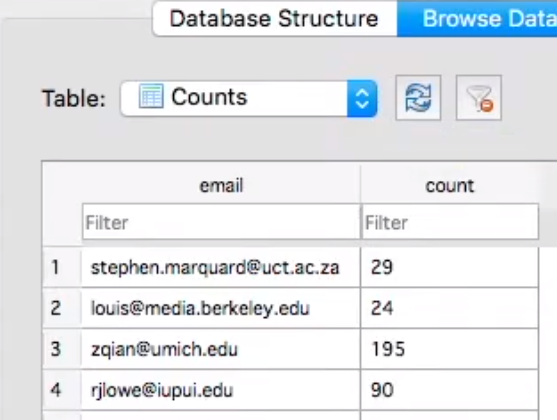 Database Structure Browse Data
Table: Counts
email count
Filter Filter
1 stephen.marquard@uct.ac.za 29
2 louis@media.berkeley.edu 24
3 zqian@umich.edu 195
4 rjlowe@iupui.edu 90